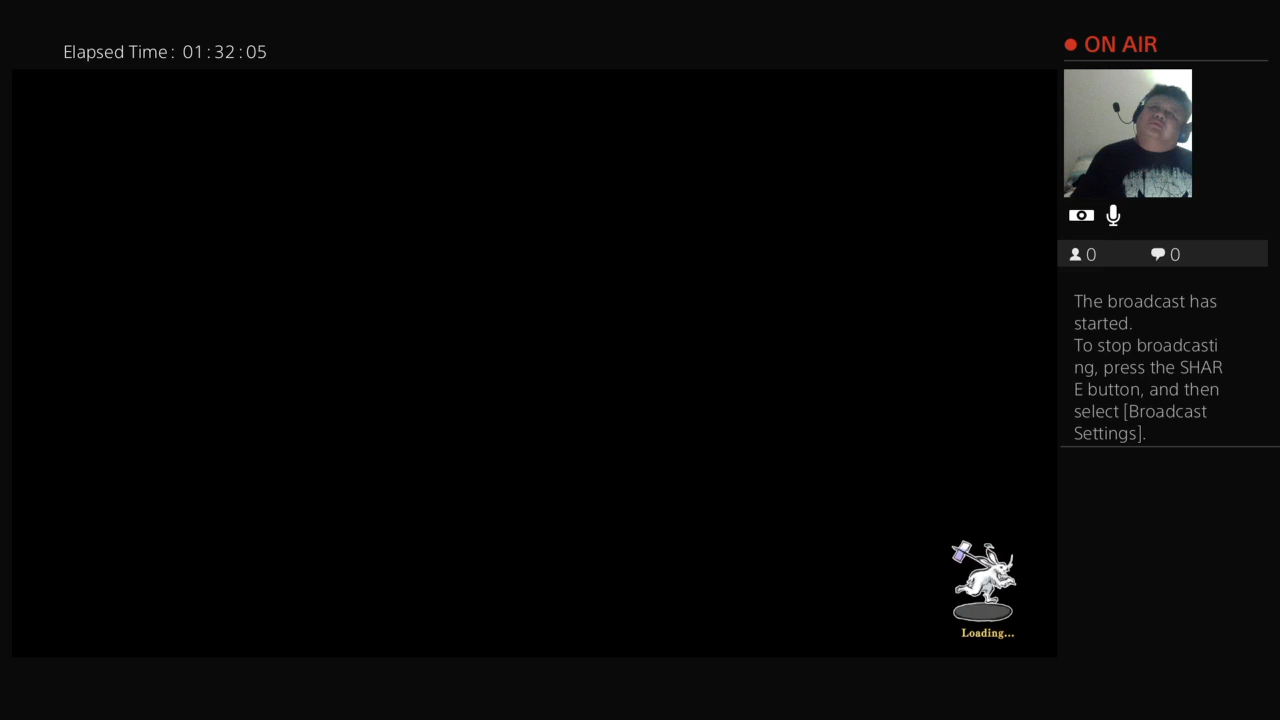 Elapsed Time: 01:32:05
ON AIR
0 0
The broadcast has
started.
To stop broadcasti
ng, press the SHAR
E button, and then
select [Broadcast
Settings].
Loading...